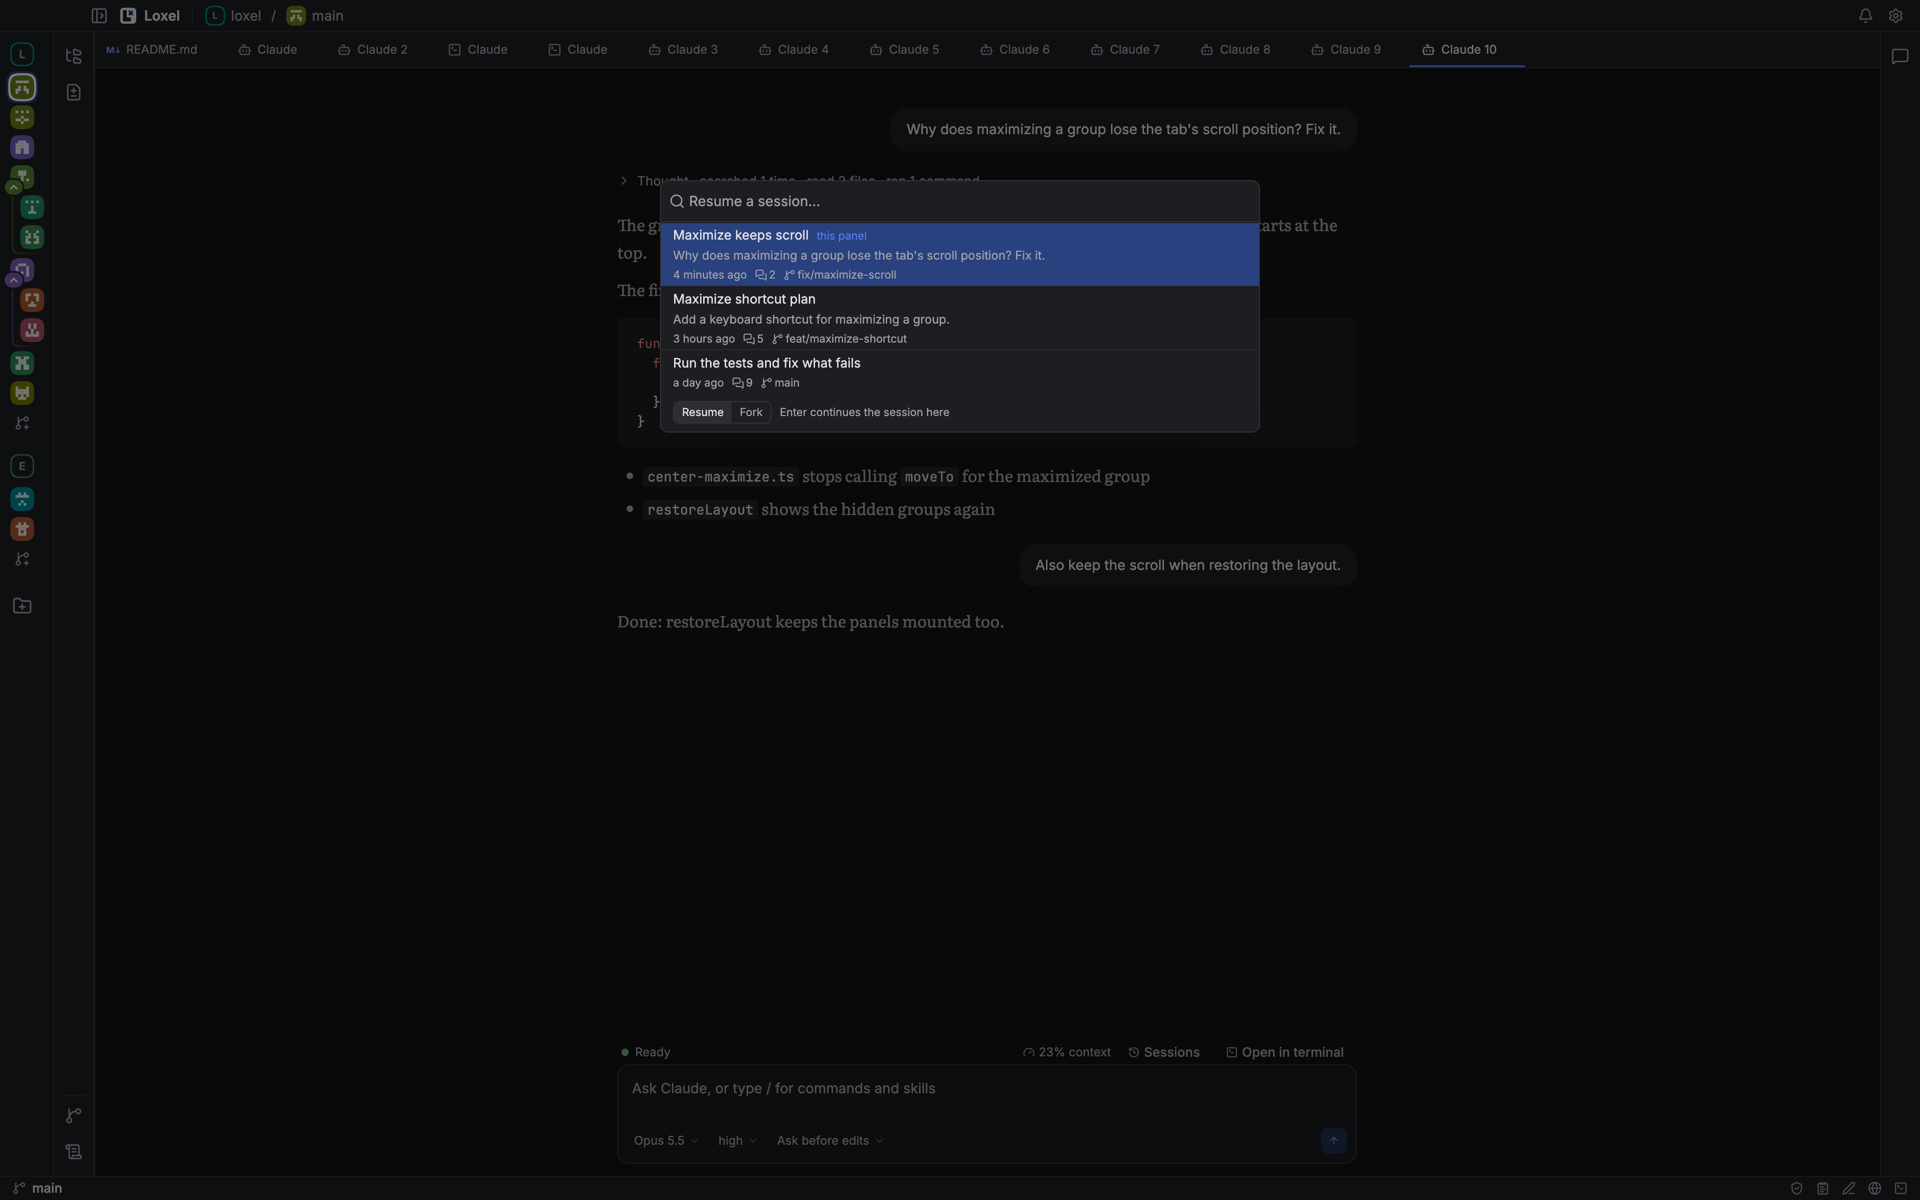 Loxel L loxel / main
README.md Claude Claude 2 Claude Claude Claude 3 Claude 4 Claude 5 Claude 6 Claude 7 Claude 8 Claude 9 Claude 10
L
Why does maximizing a group lose the tab's scroll position? Fix it.
Resume a session...
Maximize keeps scroll this panel
Why does maximizing a group lose the tab's scroll position? Fix it.
4 minutes ago 2 fix/maximize-scroll
Maximize shortcut plan
Add a keyboard shortcut for maximizing a group.
3 hours ago 5 feat/maximize-shortcut
Run the tests and fix what fails
a day ago 9 main
Resume Fork Enter continues the session here
The
at the
top.
The
}
}
E
center-maximize.ts stops calling moveTo for the maximized group
restoreLayout shows the hidden groups again
Also keep the scroll when restoring the layout.
Done: restoreLayout keeps the panels mounted too.
Ready 23% context Sessions Open in terminal
Ask Claude, or type / for commands and skills
Opus 5.5 high Ask before edits
main